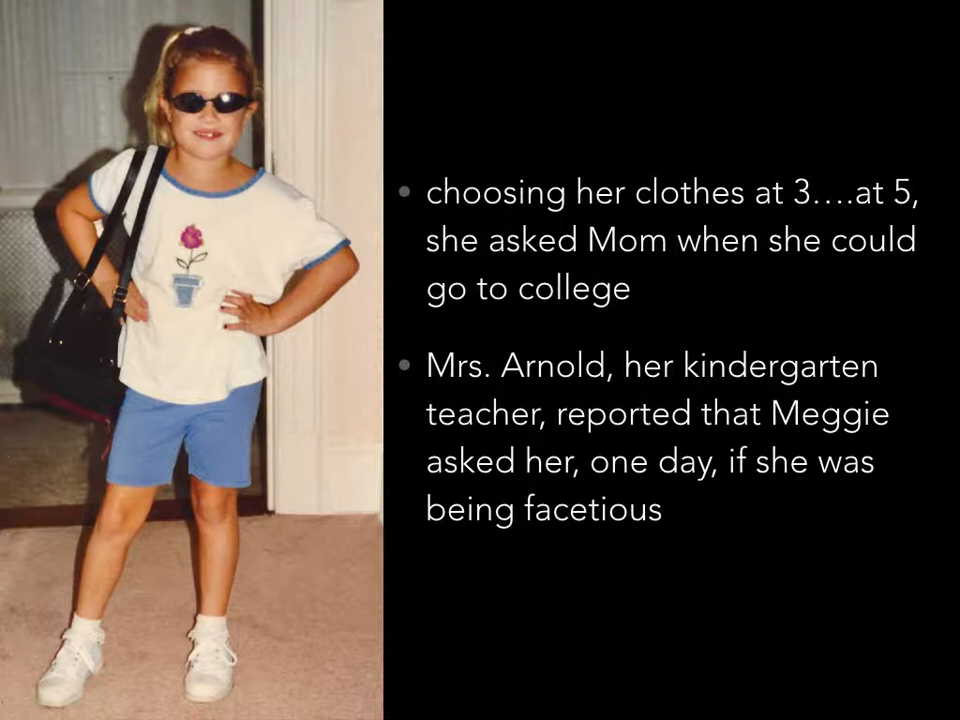 • choosing her clothes at 3….at 5,
she asked Mom when she could
go to college
• Mrs. Arnold, her kindergarten
teacher, reported that Meggie
asked her, one day, if she was
being facetious